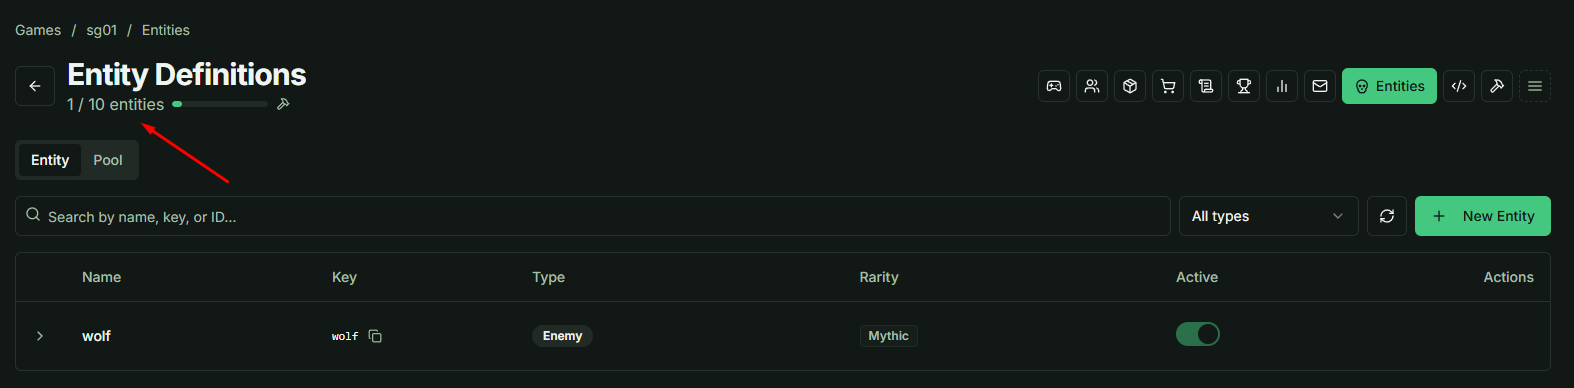 Games / sg01 / Entities
Entity Definitions
1 / 10 entities
Entities
Entity Pool
Search by name, key, or ID...
All types
New Entity
Name Key Type Rarity Active Actions
wolf wolf Enemy Mythic